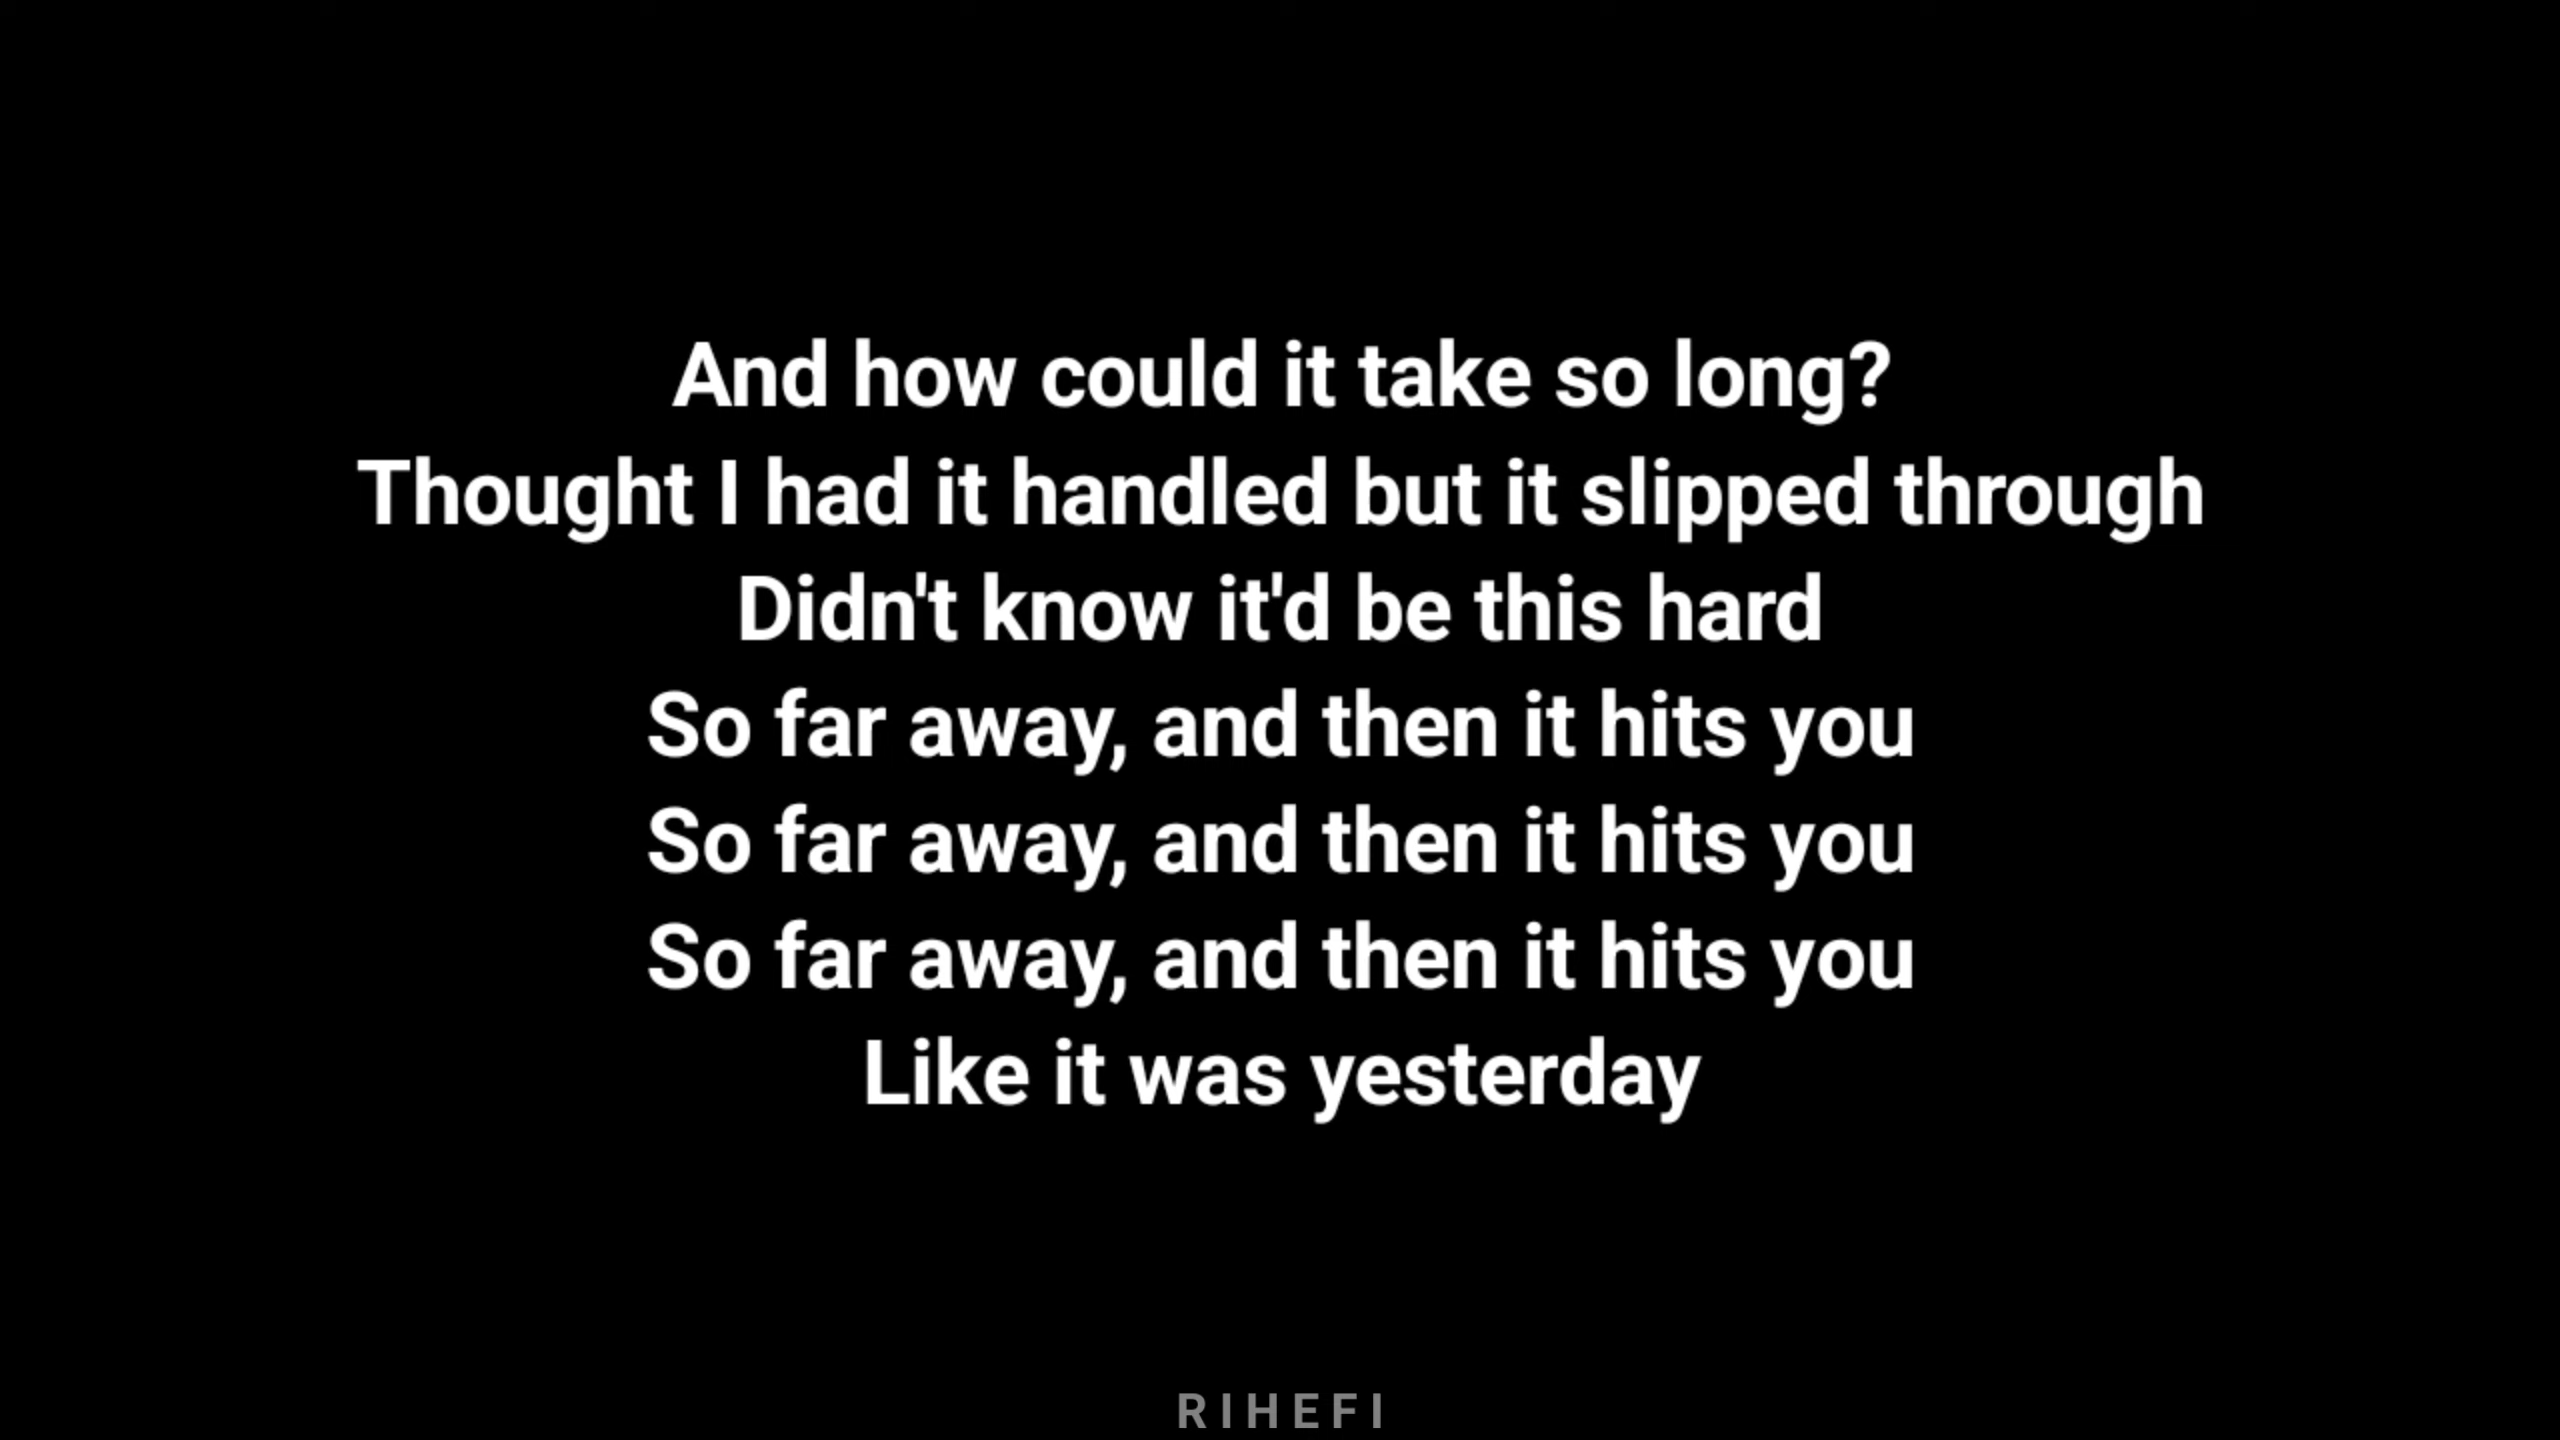 And how could it take so long?
Thought I had it handled but it slipped through
Didn't know it'd be this hard
So far away, and then it hits you
So far away, and then it hits you
So far away, and then it hits you
Like it was yesterday
RIHEFI